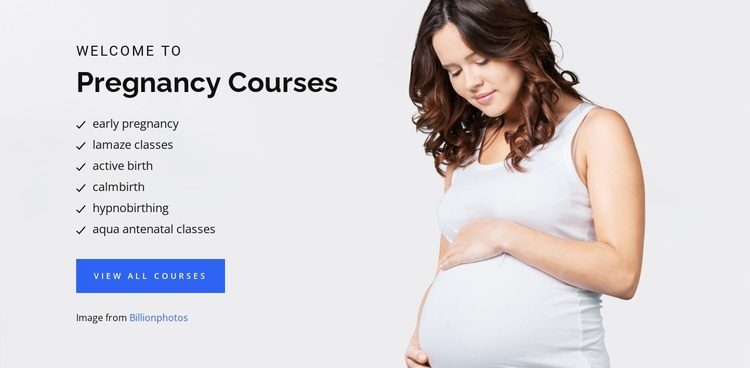 WELCOME TO
Pregnancy Courses
early pregnancy
lamaze classes
active birth
calmbirth
hypnobirthing
aqua antenatal classes
VIEW ALL COURSES
Image from Billionphotos